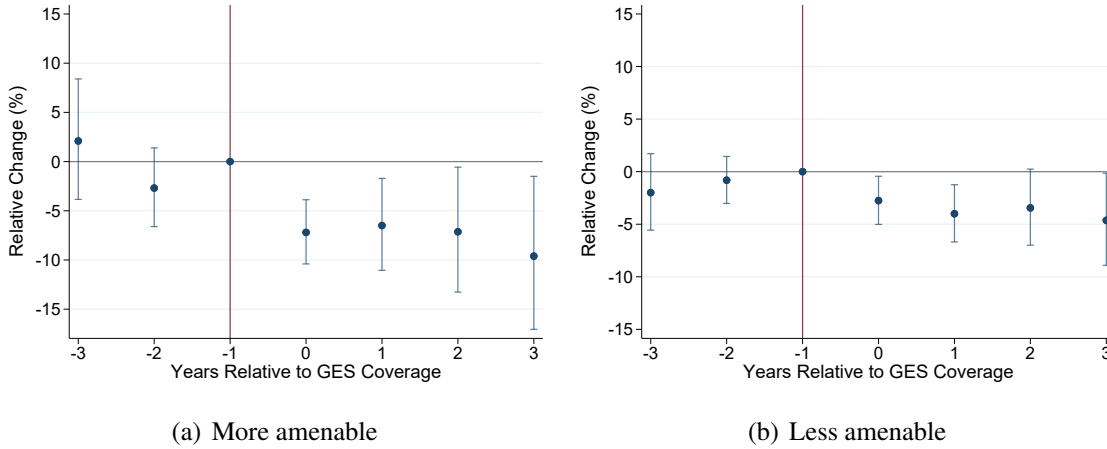 15
10
5
0
-5
-10
-15
Relative Change (%)
-3 -2 -1 0 1 2 3
Years Relative to GES Coverage
(a) More amenable
15
10
5
0
-5
-10
-15
Relative Change (%)
-3 -2 -1 0 1 2 3
Years Relative to GES Coverage
(b) Less amenable